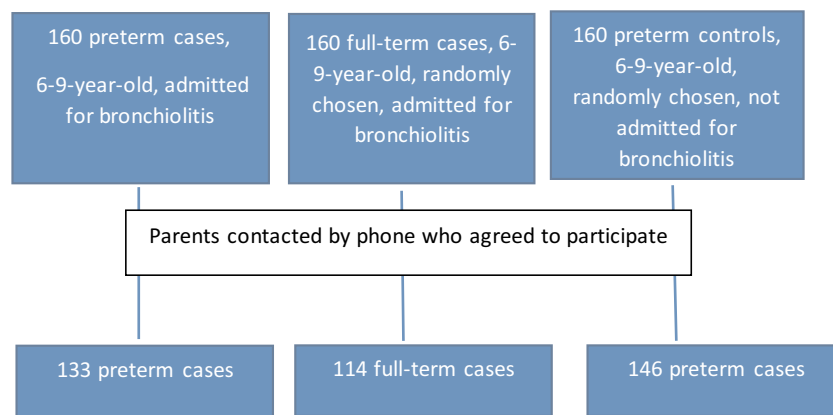 160 preterm cases,
6-9-year-old, admitted
for bronchiolitis
160 full-term cases, 6-
9-year-old, randomly
chosen, admitted for
bronchiolitis
160 preterm controls,
6-9-year-old,
randomly chosen, not
admitted for
bronchiolitis
Parents contacted by phone who agreed to participate
133 preterm cases
114 full-term cases
146 preterm cases